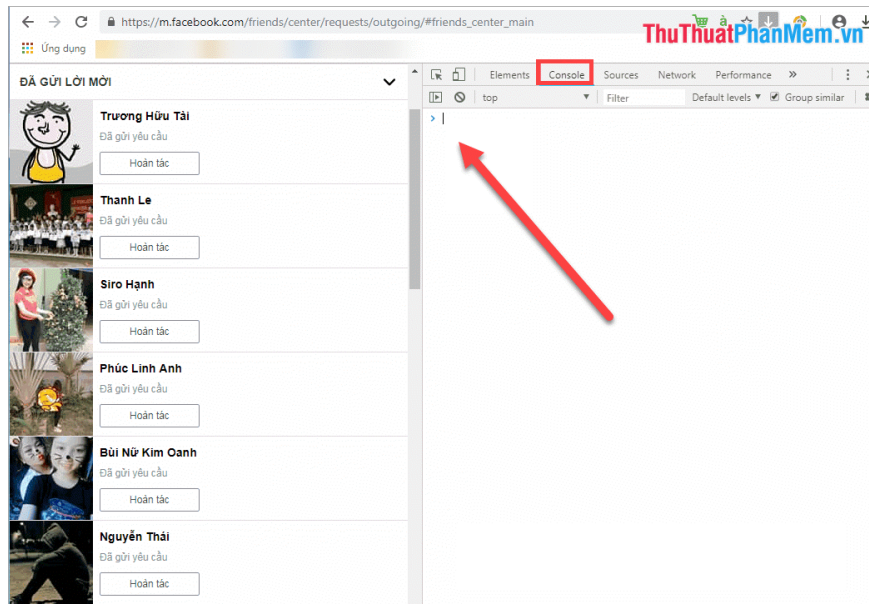 https://m.facebook.com/friends/center/requests/outgoing/#friends_center_main
ThuThuatPhanMem.vn
Ứng dụng
ĐÃ GỬI LỜI MỜI
Trương Hữu Tài
Đã gửi yêu cầu
Hoàn tác
Thanh Le
Đã gửi yêu cầu
Hoàn tác
Siro Hạnh
Đã gửi yêu cầu
Hoàn tác
Phúc Linh Anh
Đã gửi yêu cầu
Hoàn tác
Bùi Nữ Kim Oanh
Đã gửi yêu cầu
Hoàn tác
Nguyễn Thái
Đã gửi yêu cầu
Hoàn tác
Elements Console Sources Network Performance »
top Filter Default levels Group similar